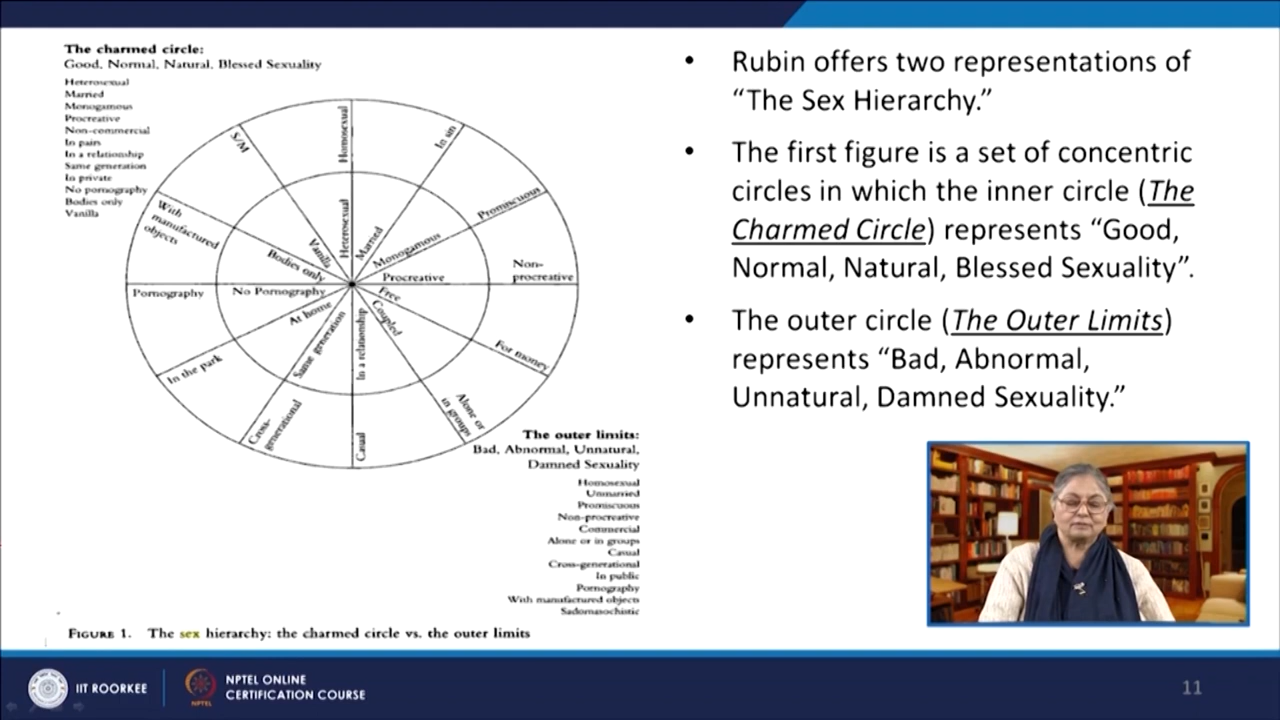 The charmed circle:
Good, Normal, Natural, Blessed Sexuality
Heterosexual
Married
Monogamous
Procreative
Non-commercial
In pairs
In a relationship
Same generation
In private
No pornography
Bodies only
Vanilla
S/M
Homosexual
In sin
Promiscuous
Non-
procreative
For money
Alone or
in groups
Casual
Cross-
generational
In the park
Pornography
With
manufactured
objects
Vanilla
Heterosexual
Married
Monogamous
Procreative
Free
Coupled
In a relationship
Same generation
At home
No Pornography
Bodies only
The outer limits:
Bad, Abnormal, Unnatural,
Damned Sexuality
Homosexual
Unmarried
Promiscuous
Non-procreative
Commercial
Alone or in groups
Casual
Cross-generational
In public
Pornography
With manufactured objects
Sadomasochistic
FIGURE 1. The sex hierarchy: the charmed circle vs. the outer limits
• Rubin offers two representations of
“The Sex Hierarchy.”
• The first figure is a set of concentric
circles in which the inner circle (The
Charmed Circle) represents “Good,
Normal, Natural, Blessed Sexuality”.
• The outer circle (The Outer Limits)
represents “Bad, Abnormal,
Unnatural, Damned Sexuality.”
IIT ROORKEE
NPTEL
NPTEL ONLINE
CERTIFICATION COURSE
11